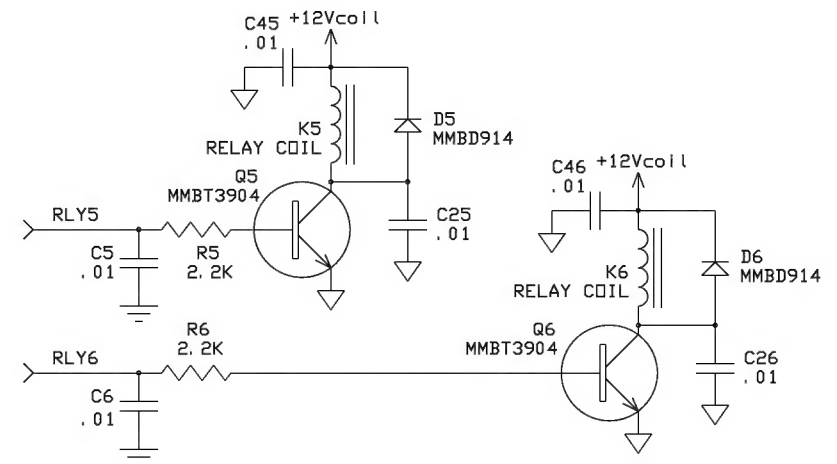 C45
.01
+12Vcoil
K5
RELAY COIL
D5
MMBD914
Q5
MMBT3904
C25
.01
RLY5
C5
.01
R5
2.2K
C46
.01
+12Vcoil
K6
RELAY COIL
D6
MMBD914
Q6
MMBT3904
C26
.01
R6
2.2K
RLY6
C6
.01